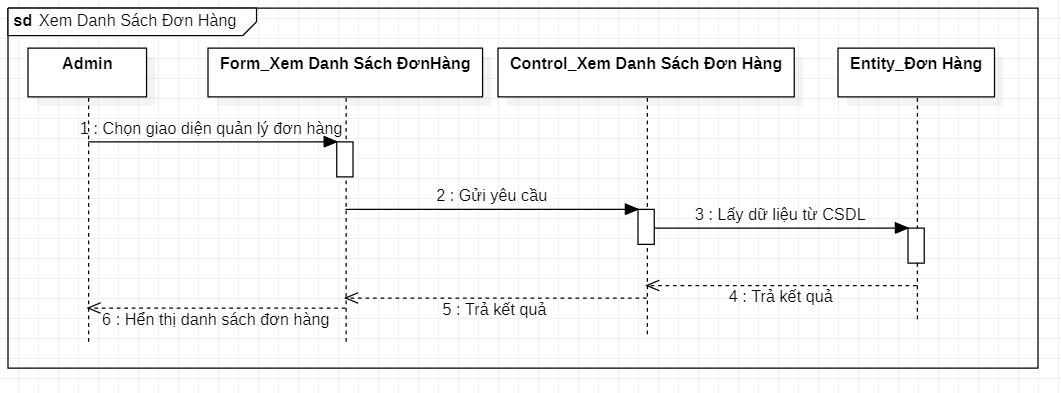 sd Xem Danh Sách Đơn Hàng
Admin
Form_Xem Danh Sách ĐơnHàng
Control_Xem Danh Sách Đơn Hàng
Entity_Đơn Hàng
1 : Chọn giao diện quản lý đơn hàng
2 : Gửi yêu cầu
3 : Lấy dữ liệu từ CSDL
4 : Trả kết quả
5 : Trả kết quả
6 : Hển thị danh sách đơn hàng